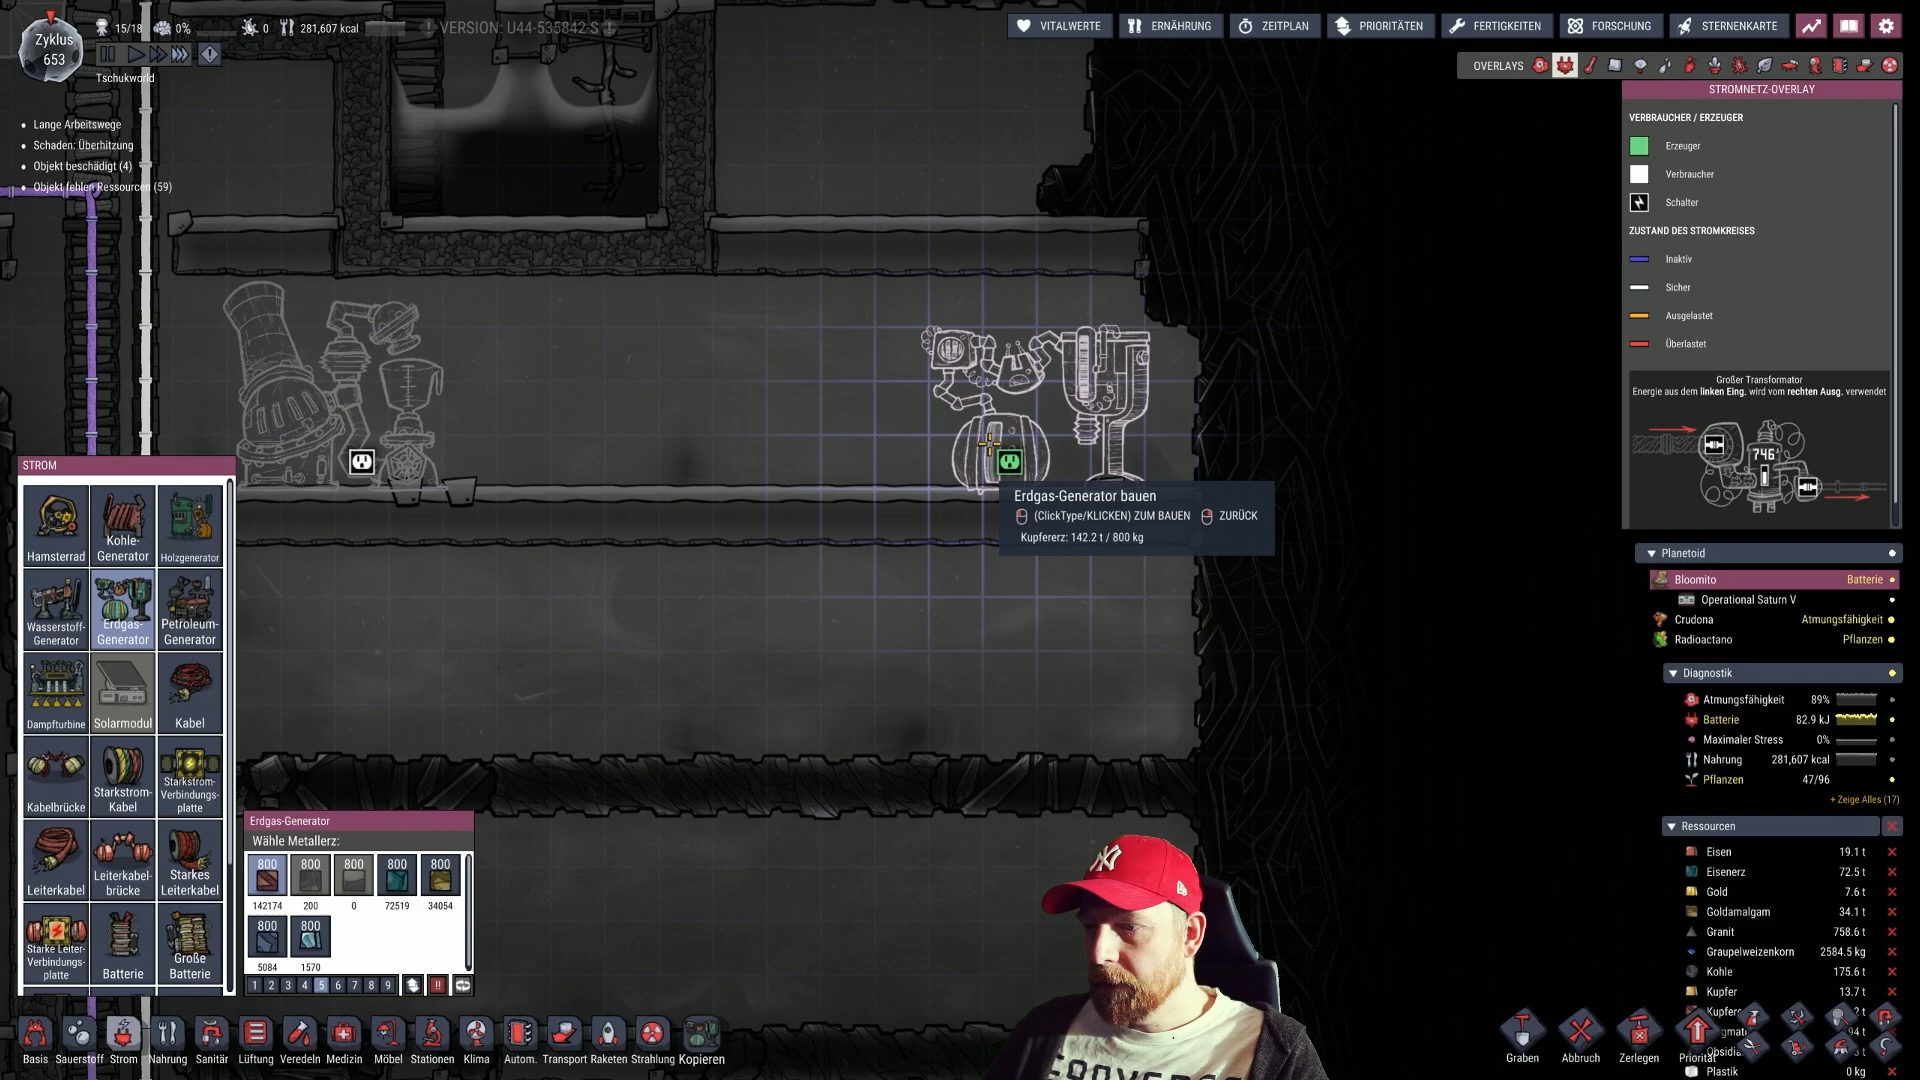 Zyklus
653
15/18
0%
0
281,607 kcal
! VERSION: U44-535842-S !
Tschukworld
VITALWERTE
ERNÄHRUNG
ZEITPLAN
PRIORITÄTEN
FERTIGKEITEN
FORSCHUNG
STERNENKARTE
OVERLAYS
Lange Arbeitswege
Schaden: Überhitzung
Objekt beschädigt (4)
Objekt fehlen Ressourcen (59)
STROMNETZ-OVERLAY
VERBRAUCHER / ERZEUGER
Erzeuger
Verbraucher
Schalter
ZUSTAND DES STROMKREISES
Inaktiv
Sicher
Ausgelastet
Überlastet
Großer Transformator
Energie aus dem linken Eing. wird vom rechten Ausg. verwendet
746
Erdgas-Generator bauen
(ClickType/KLICKEN) ZUM BAUEN ZURÜCK
Kupfererz: 142.2 t / 800 kg
STROM
Hamsterrad
Kohle-
Generator
Holzgenerator
Wasserstoff-
Generator
Erdgas-
Generator
Petroleum-
Generator
Dampfturbine
Solarmodul
Kabel
Kabelbrücke
Starkstrom-
Kabel
Starkstrom-
Verbindungs-
platte
Leiterkabel
Leiterkabel-
brücke
Starkes
Leiterkabel
Starke Leiter-
Verbindungs-
platte
Batterie
Große
Batterie
Erdgas-Generator
Wähle Metallerz:
800 800 800 800 800
142174 200 0 72519 34054
800 800
5084 1570
1 2 3 4 5 6 7 8 9 !!
Planetoid
Bloomito Batterie
Operational Saturn V
Crudona Atmungsfähigkeit
Radioactano Pflanzen
Diagnostik
Atmungsfähigkeit 89%
Batterie 82.9 kJ
Maximaler Stress 0%
Nahrung 281,607 kcal
Pflanzen 47/96
+ Zeige Alles (17)
Ressourcen
Eisen 19.1 t
Eisenerz 72.5 t
Gold 7.6 t
Goldamalgam 34.1 t
Granit 758.6 t
Graupelweizenkorn 2584.5 kg
Kohle 175.6 t
Kupfer 13.7 t
Plastik 0 kg
Basis
Sauerstoff
Strom
Nahrung
Sanitär
Lüftung
Veredeln
Medizin
Möbel
Stationen
Klima
Autom.
Transport
Raketen
Strahlung
Kopieren
Graben
Abbruch
Zerlegen
Priorität
NY